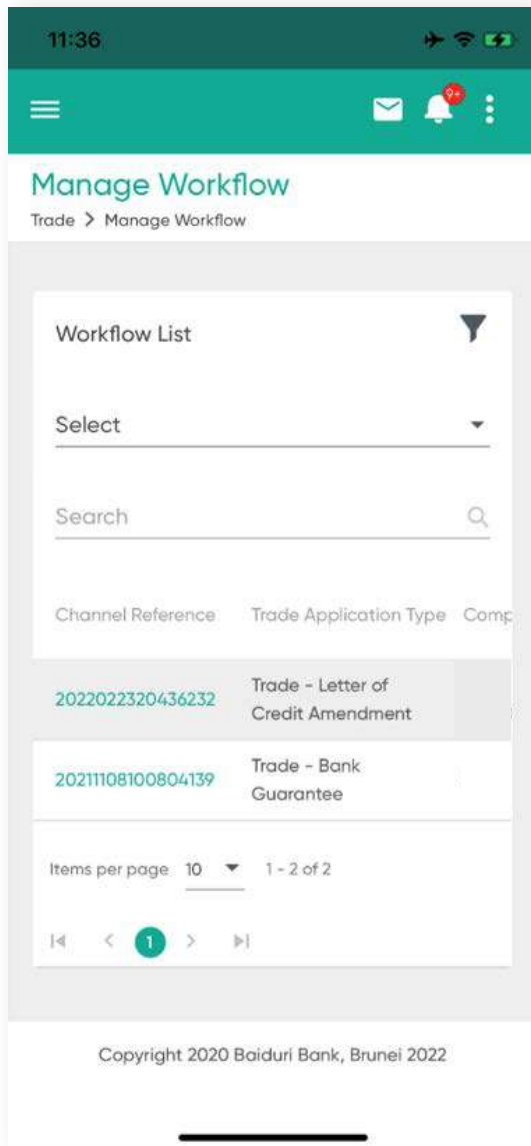 11:36
9+
Manage Workflow
Trade > Manage Workflow
Workflow List
Select
Search
Channel Reference Trade Application Type Comp
2022022320436232 Trade - Letter of
Credit Amendment
20211108100804139 Trade - Bank
Guarantee
Items per page 10 1 - 2 of 2
1
Copyright 2020 Baiduri Bank, Brunei 2022